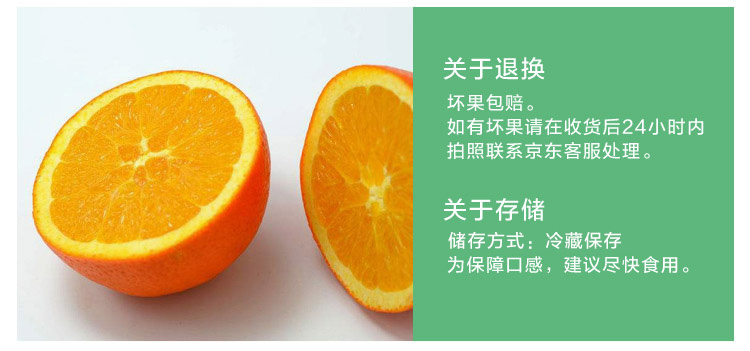 关于退换
坏果包赔。
如有坏果请在收货后24小时内
拍照联系京东客服处理。
关于存储
储存方式：冷藏保存
为保障口感，建议尽快食用。